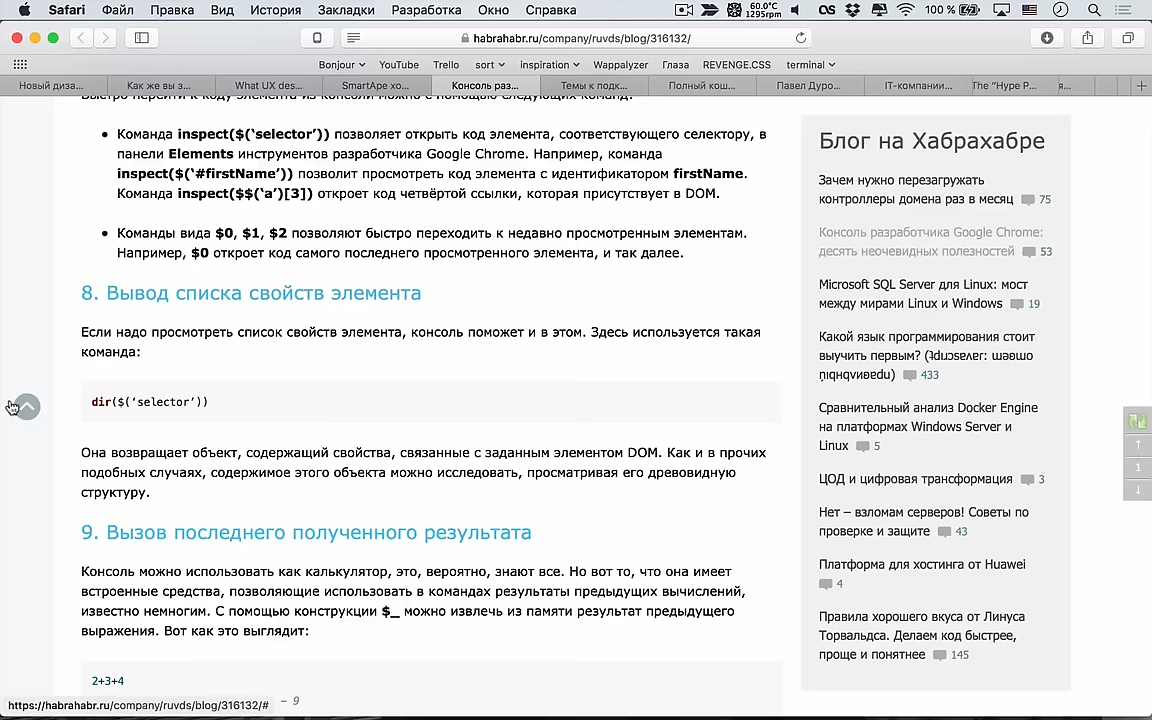 Safari Файл Правка Вид История Закладки Разработка Окно Справка 60.0°C 1295rpm 100 %
habrahabr.ru/company/ruvds/blog/316132/
Bonjour YouTube Trello sort inspiration Wappalyzer Глаза REVENGE.CSS terminal
Новый диза... Как же вы з... What UX des... SmartApe хо... Консоль раз... Темы к подк... Полный кош... Павел Дуро... IT-компании... The "Hype P... я...
Быстро перейти к коду элемента из консоли можно с помощью следующих команд:
• Команда inspect($('selector')) позволяет открыть код элемента, соответствующего селектору, в
панели Elements инструментов разработчика Google Chrome. Например, команда
inspect($('#firstName')) позволит просмотреть код элемента с идентификатором firstName.
Команда inspect($$('a')[3]) откроет код четвёртой ссылки, которая присутствует в DOM.
• Команды вида $0, $1, $2 позволяют быстро переходить к недавно просмотренным элементам.
Например, $0 откроет код самого последнего просмотренного элемента, и так далее.
8. Вывод списка свойств элемента
Если надо просмотреть список свойств элемента, консоль поможет и в этом. Здесь используется такая
команда:
dir($('selector'))
Она возвращает объект, содержащий свойства, связанные с заданным элементом DOM. Как и в прочих
подобных случаях, содержимое этого объекта можно исследовать, просматривая его древовидную
структуру.
9. Вызов последнего полученного результата
Консоль можно использовать как калькулятор, это, вероятно, знают все. Но вот то, что она имеет
встроенные средства, позволяющие использовать в командах результаты предыдущих вычислений,
известно немногим. С помощью конструкции $_ можно извлечь из памяти результат предыдущего
выражения. Вот как это выглядит:
2+3+4
– 9
https://habrahabr.ru/company/ruvds/blog/316132/#
Блог на Хабрахабре
Зачем нужно перезагружать
контроллеры домена раз в месяц 75
Консоль разработчика Google Chrome:
десять неочевидных полезностей 53
Microsoft SQL Server для Linux: мост
между мирами Linux и Windows 19
Какой язык программирования стоит
выучить первым?
433
Сравнительный анализ Docker Engine
на платформах Windows Server и
Linux 5
ЦОД и цифровая трансформация 3
Нет – взломам серверов! Советы по
проверке и защите 43
Платформа для хостинга от Huawei
4
Правила хорошего вкуса от Линуса
Торвальдса. Делаем код быстрее,
проще и понятнее 145
1